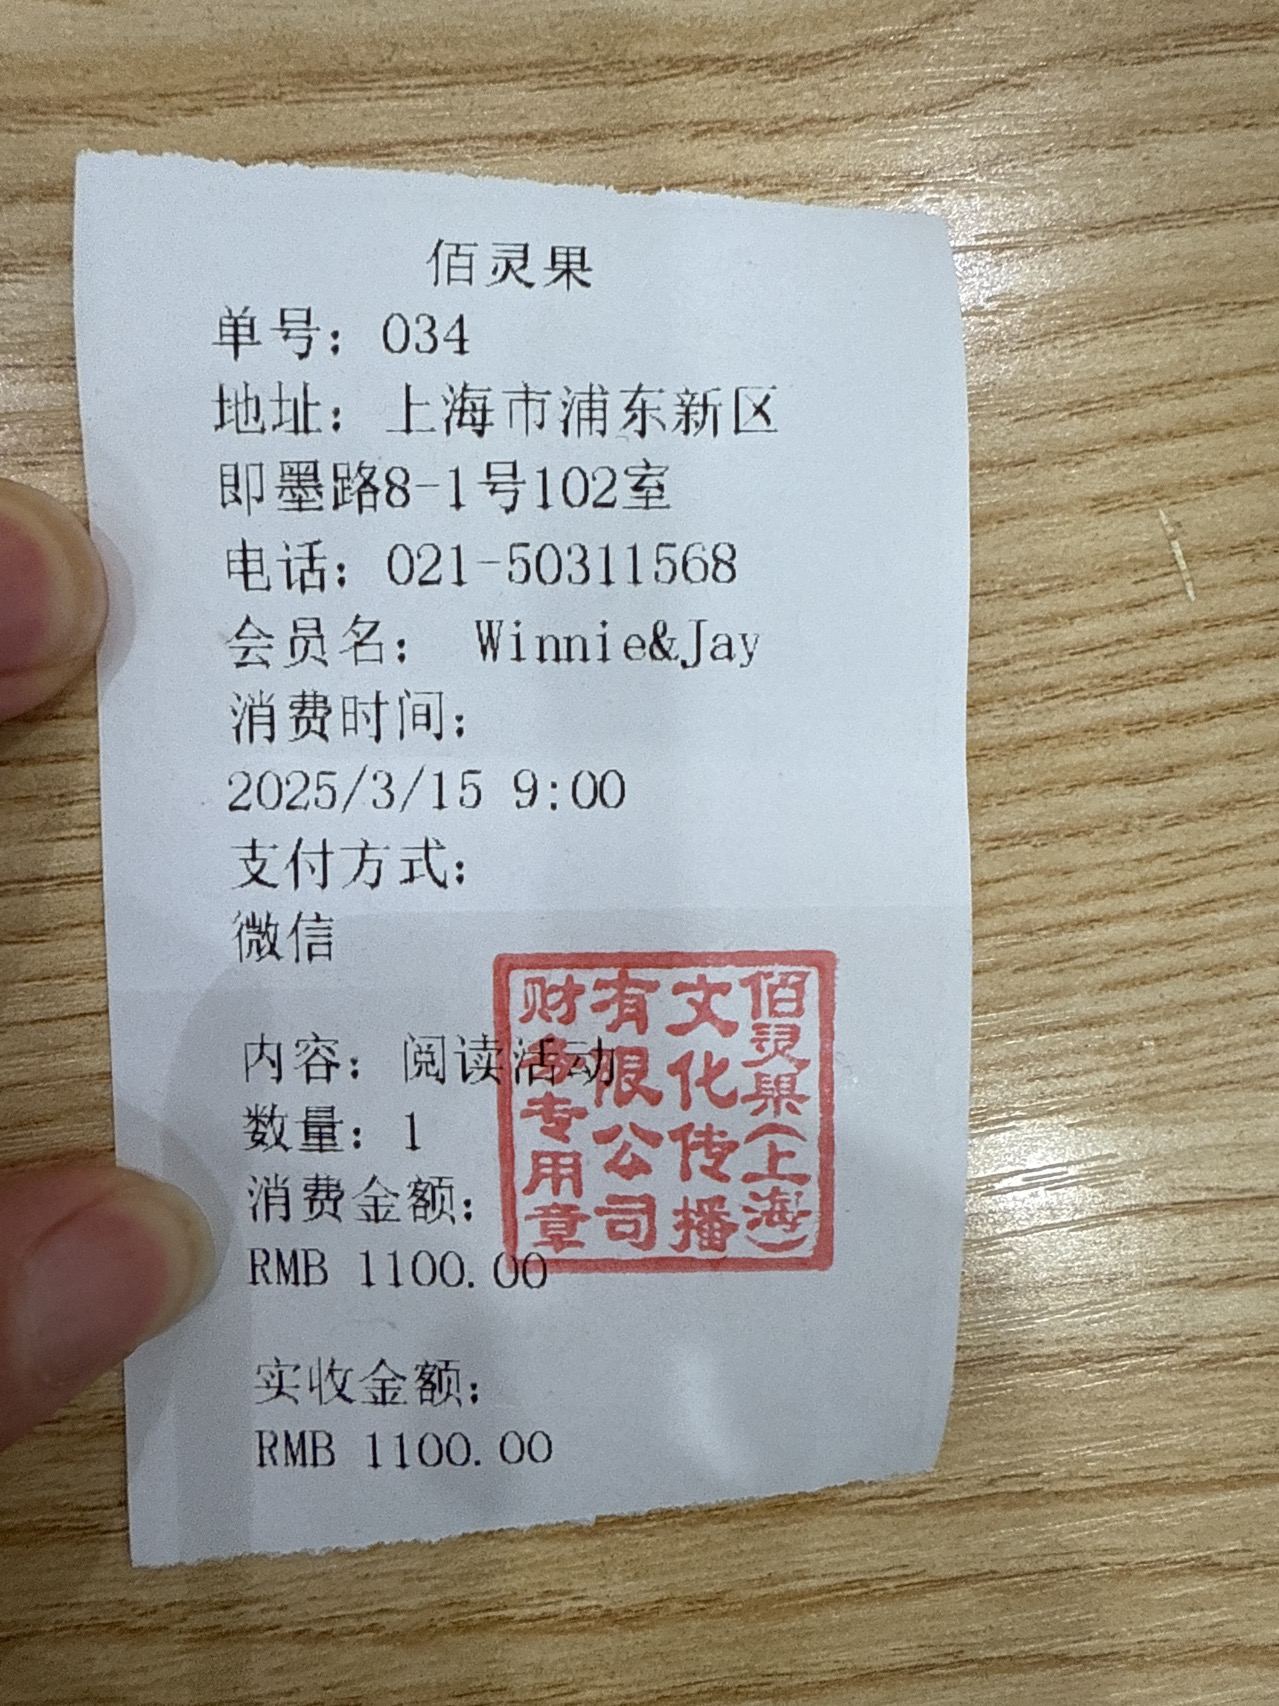 佰灵果
单号：034
地址：上海市浦东新区
即墨路8-1号102室
电话：021-50311568
会员名： Winnie&Jay
消费时间：
2025/3/15 9:00
支付方式：
微信
内容：阅读活动
数量：1
消费金额：
RMB 1100.00
实收金额：
RMB 1100.00
佰灵果（上海）
文化传播
有限公司
财务专用章